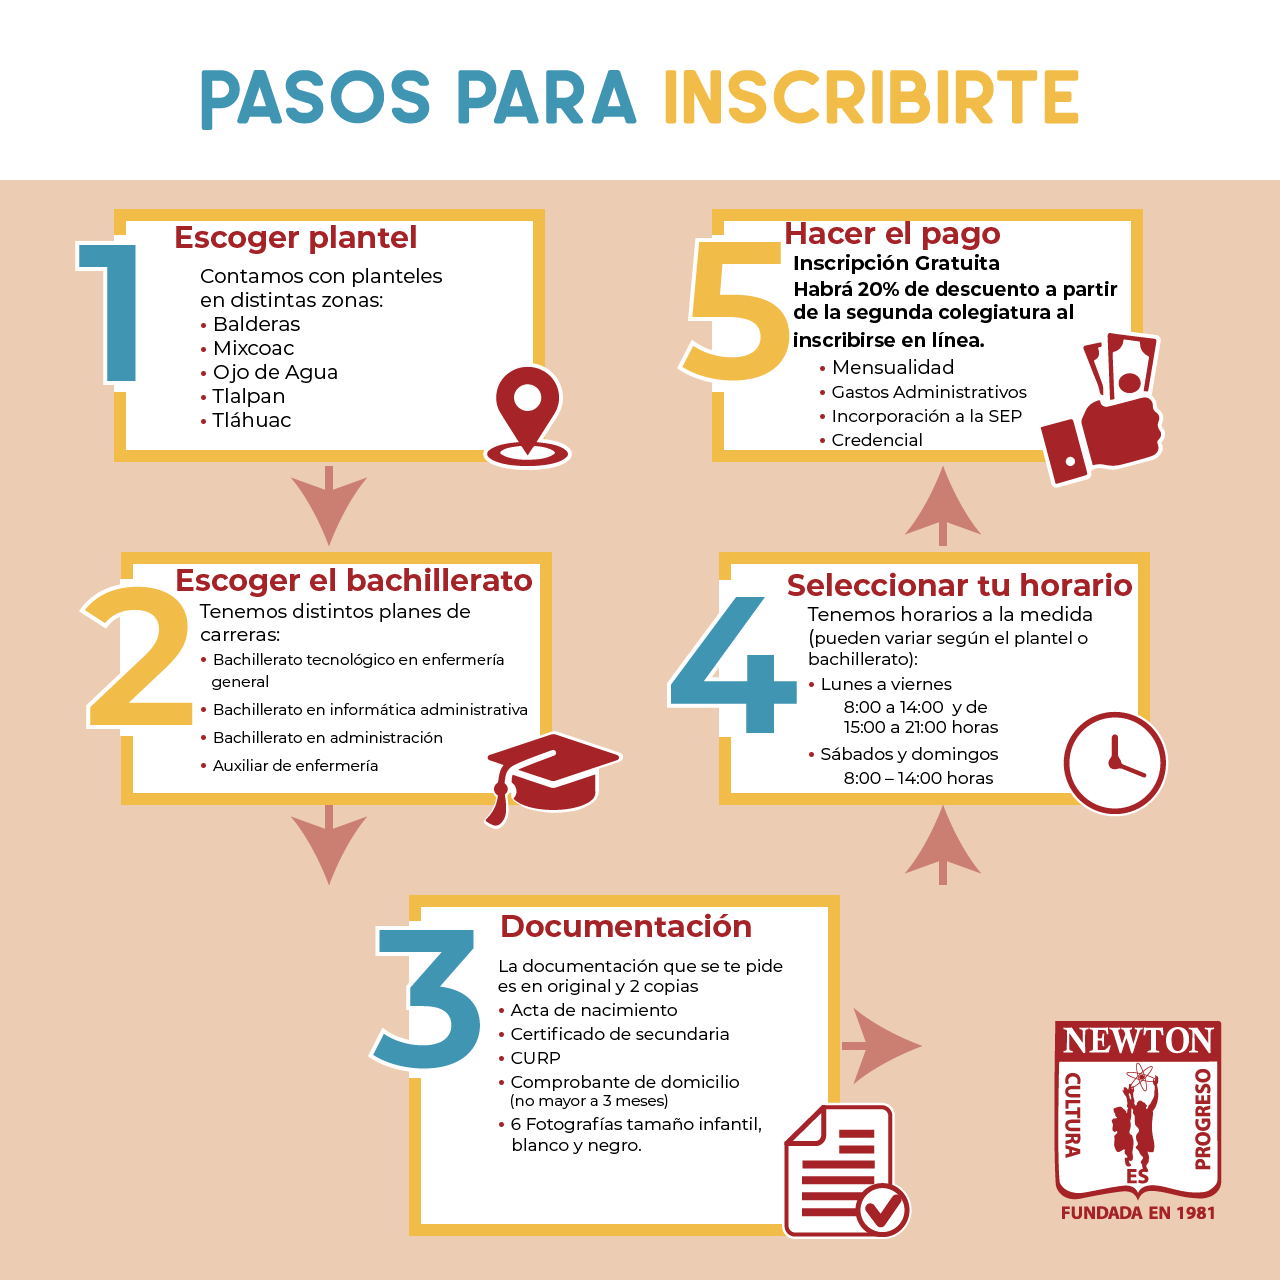 PASOS PARA INSCRIBIRTE
1
Escoger plantel
Contamos con planteles
en distintas zonas:
• Balderas
• Mixcoac
• Ojo de Agua
• Tlalpan
• Tláhuac
2
Escoger el bachillerato
Tenemos distintos planes de
carreras:
• Bachillerato tecnológico en enfermería
general
• Bachillerato en informática administrativa
• Bachillerato en administración
• Auxiliar de enfermería
3
Documentación
La documentación que se te pide
es en original y 2 copias
• Acta de nacimiento
• Certificado de secundaria
• CURP
• Comprobante de domicilio
(no mayor a 3 meses)
• 6 Fotografías tamaño infantil,
blanco y negro.
4
Seleccionar tu horario
Tenemos horarios a la medida
(pueden variar según el plantel o
bachillerato):
• Lunes a viernes
8:00 a 14:00 y de
15:00 a 21:00 horas
• Sábados y domingos
8:00 – 14:00 horas
5
Hacer el pago
Inscripción Gratuita
Habrá 20% de descuento a partir
de la segunda colegiatura al
inscribirse en línea.
• Mensualidad
• Gastos Administrativos
• Incorporación a la SEP
• Credencial
NEWTON
CULTURA
ES
PROGRESO
FUNDADA EN 1981